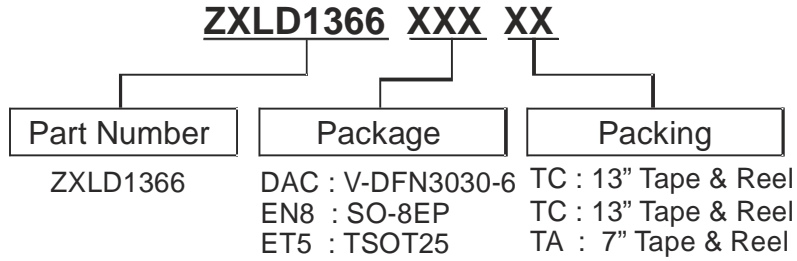 ZXLD1366 XXX XX
Part Number Package Packing
ZXLD1366 DAC : V-DFN3030-6 TC : 13” Tape & Reel
EN8 : SO-8EP TC : 13” Tape & Reel
ET5 : TSOT25 TA : 7” Tape & Reel